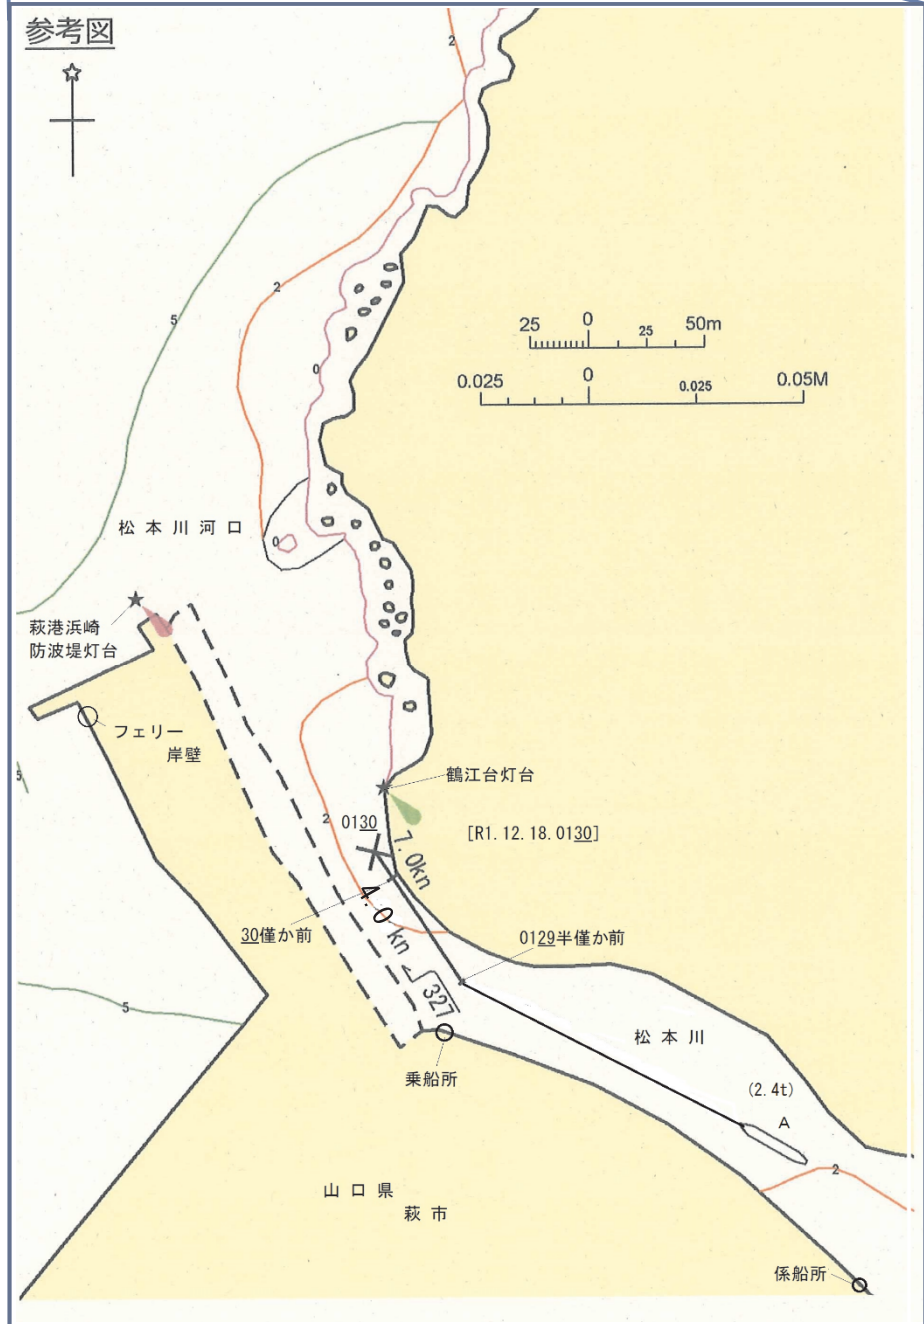 参考図
2
2
5
25 0 25 50m
0.025 0 0.025 0.05M
0
松本川河口
0
萩港浜崎
防波堤灯台
フェリー
岸壁
鶴江台灯台
5
2
0130
[R1.12.18.0130]
7.0kn
4.0 kn
30僅か前
0129半僅か前
327
5
松本川
乗船所
(2.4t)
A
2
山口県
萩市
係船所